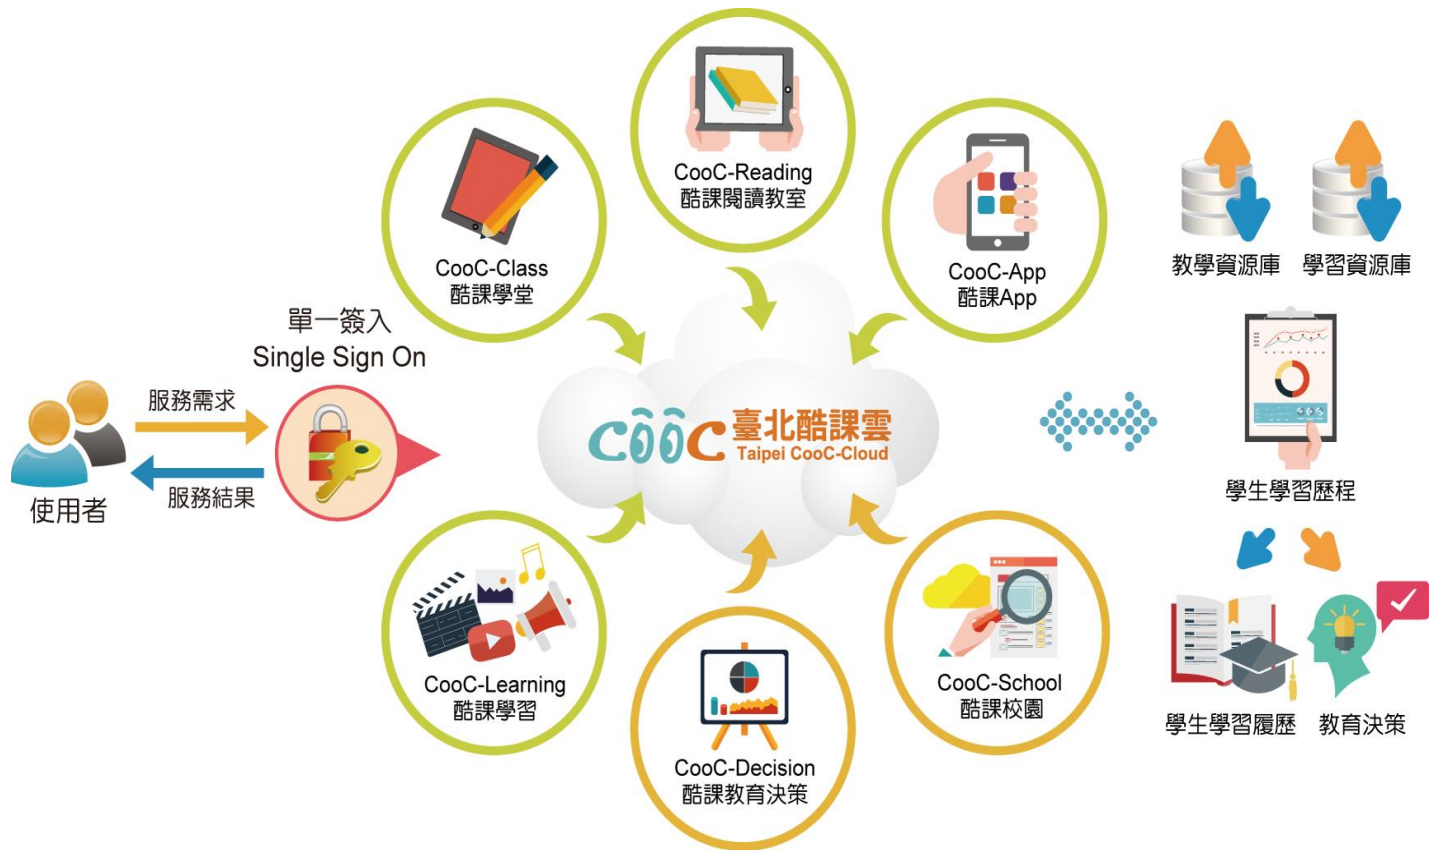 CooC-Reading
酷課閱讀教室
CooC-Class
酷課學堂
CooC-App
酷課App
教學資源庫
學習資源庫
單一簽入
Single Sign On
服務需求
服務結果
使用者
CooC
臺北酷課雲
Taipei CooC-Cloud
學生學習歷程
CooC-Learning
酷課學習
CooC-Decision
酷課教育決策
CooC-School
酷課校園
學生學習履歷
教育決策